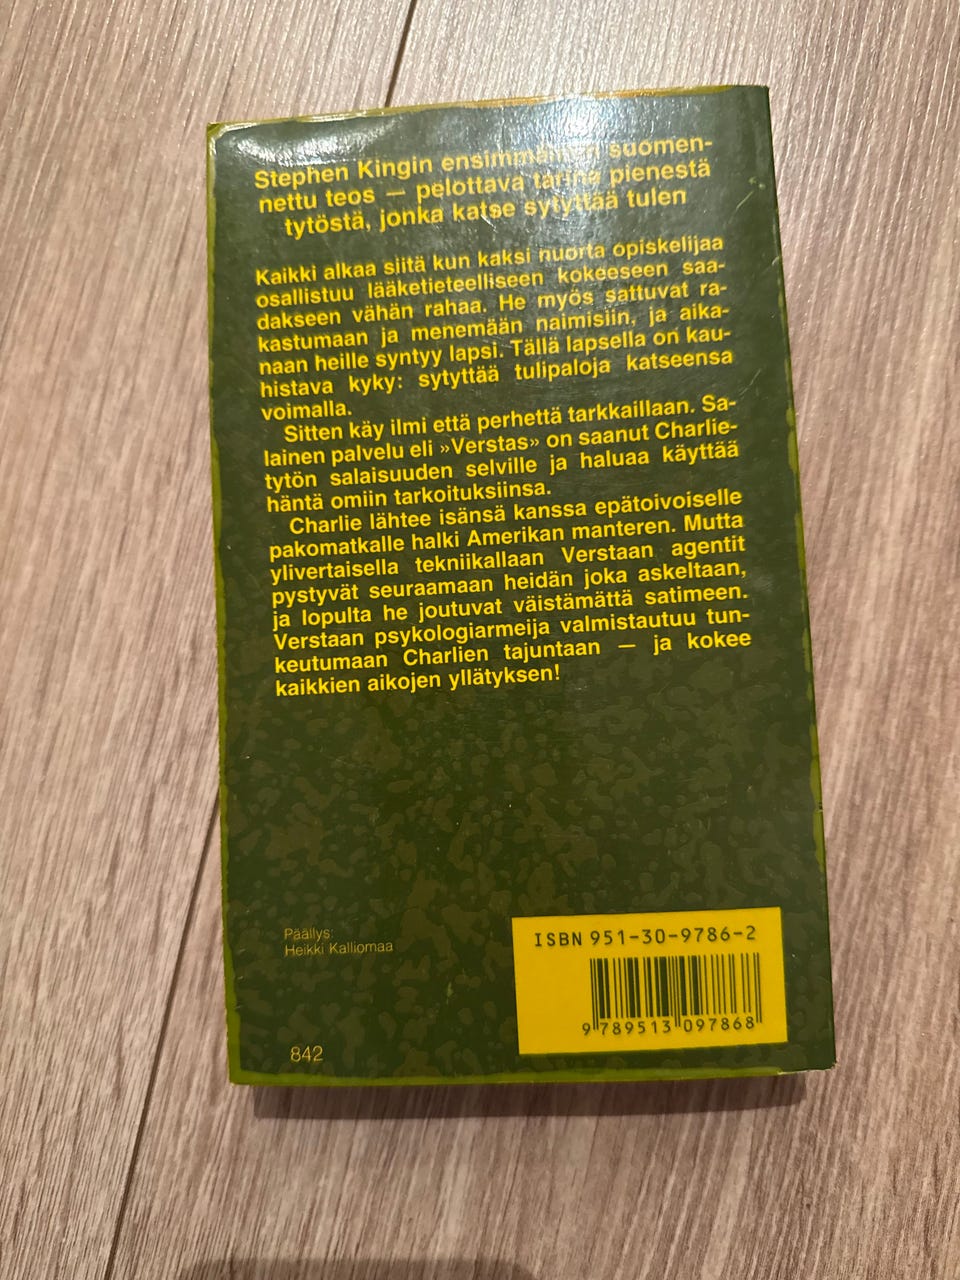 Stephen Kingin ensimmäinen suomen-
nettu teos — pelottava tarina pienestä
tytöstä, jonka katse sytyttää tulen
Kaikki alkaa siitä kun kaksi nuorta opiskelijaa
osallistuu lääketieteelliseen kokeeseen saa-
dakseen vähän rahaa. He myös sattuvat ra-
kastumaan ja menemään naimisiin, ja aika-
naan heille syntyy lapsi. Tällä lapsella on kau-
histava kyky: sytyttää tulipaloja katseensa
voimalla.
Sitten käy ilmi että perhettä tarkkaillaan. Sa-
lainen palvelu eli »Verstas» on saanut Charlie-
tytön salaisuuden selville ja haluaa käyttää
häntä omiin tarkoituksiinsa.
Charlie lähtee isänsä kanssa epätoivoiselle
pakomatkalle halki Amerikan manteren. Mutta
ylivertaisella tekniikallaan Verstaan agentit
pystyvät seuraamaan heidän joka askeltaan,
ja lopulta he joutuvat väistämättä satimeen.
Verstaan psykologiarmeija valmistautuu tun-
keutumaan Charlien tajuntaan — ja kokee
kaikkien aikojen yllätyksen!
Päällys:
Heikki Kalliomaa
842
ISBN 951-30-9786-2
9 789513 097868